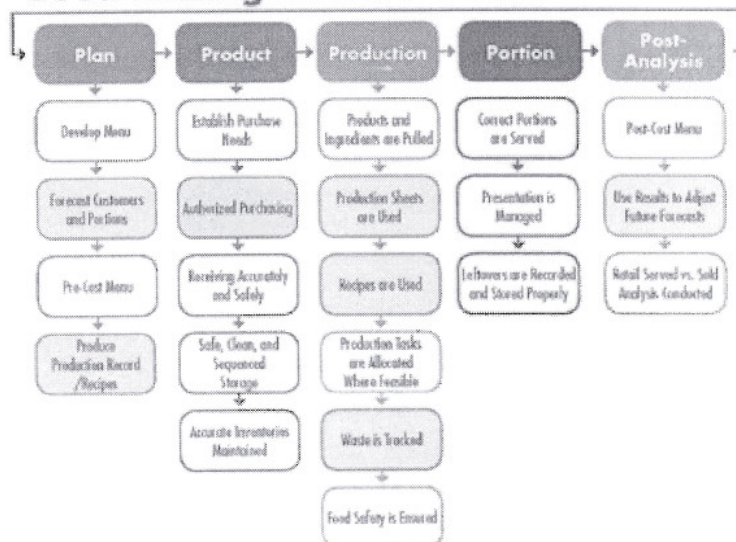 Plan
Develop Menu
Forecast Customers
and Portions
Pre-Cost Menu
Produce
Production Record
/Recipes
Product
Establish Purchase
Needs
Authorized Purchasing
Receiving Accurately
and Safely
Safe, Clean, and
Sequenced
Storage
Accurate Inventories
Maintained
Production
Products and
Ingredients are Pulled
Production Sheets
are Used
Recipes are Used
Production Tasks
are Allocated
Where Feasible
Waste is Tracked
Food Safety is Ensured
Portion
Correct Portions
are Served
Presentation is
Managed
Leftovers are Recorded
and Stored Properly
Post-
Analysis
Post-Cost Menu
Use Results to Adjust
Future Forecasts
Retail Served vs. Sold
Analysis Conducted